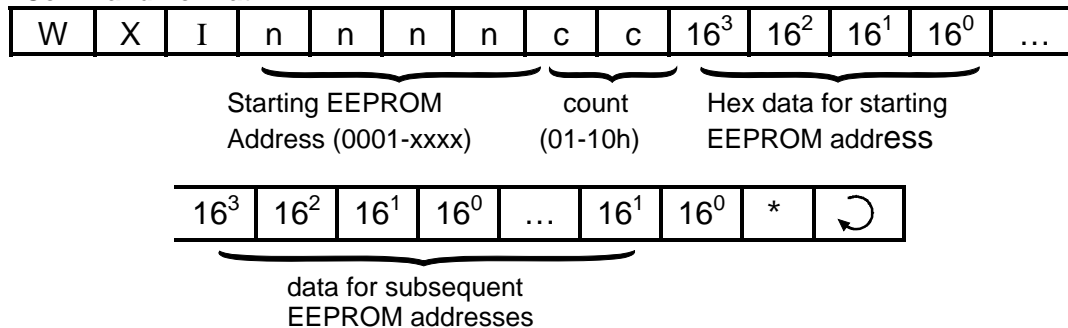 W X I n n n n c c 16³ 16² 16¹ 16⁰ …
Starting EEPROM count Hex data for starting
Address (0001-xxxx) (01-10h) EEPROM address
16³ 16² 16¹ 16⁰ … 16¹ 16⁰ *
data for subsequent
EEPROM addresses